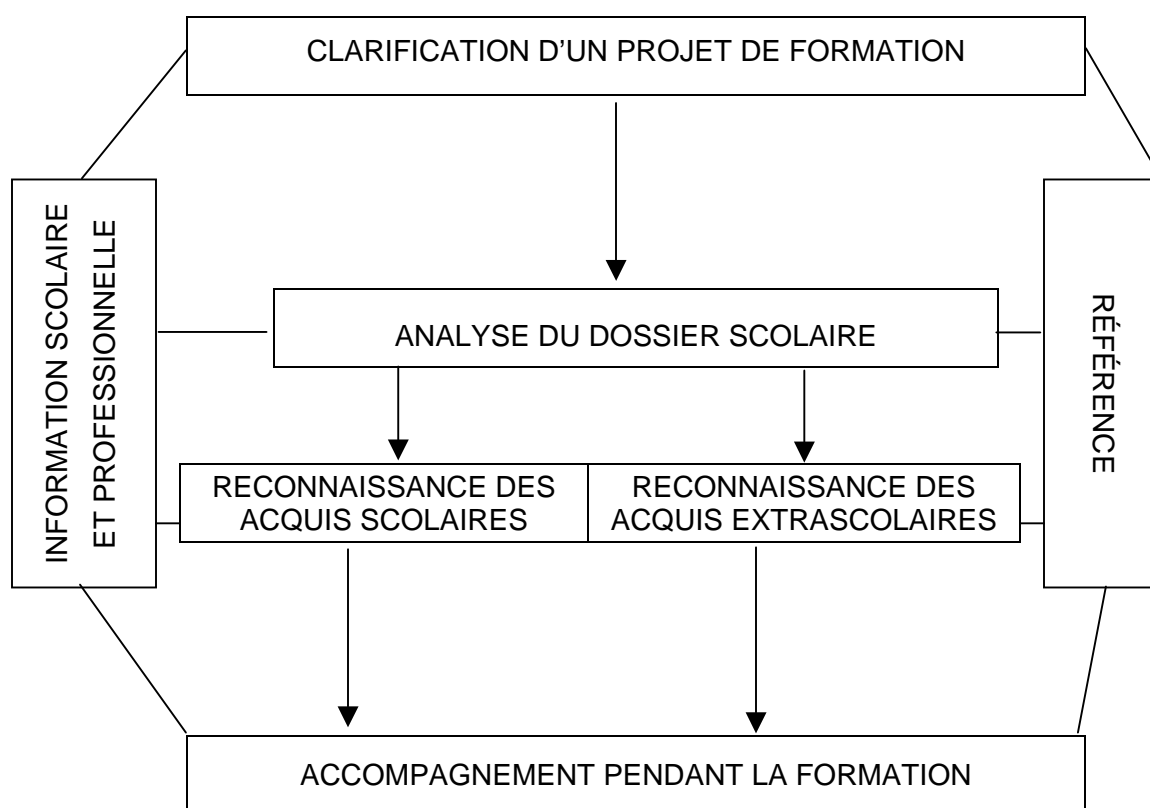 CLARIFICATION D'UN PROJET DE FORMATION
INFORMATION SCOLAIRE
ET PROFESSIONNELLE
RÉFÉRENCE
ANALYSE DU DOSSIER SCOLAIRE
RECONNAISSANCE DES
ACQUIS SCOLAIRES
RECONNAISSANCE DES
ACQUIS EXTRASCOLAIRES
ACCOMPAGNEMENT PENDANT LA FORMATION